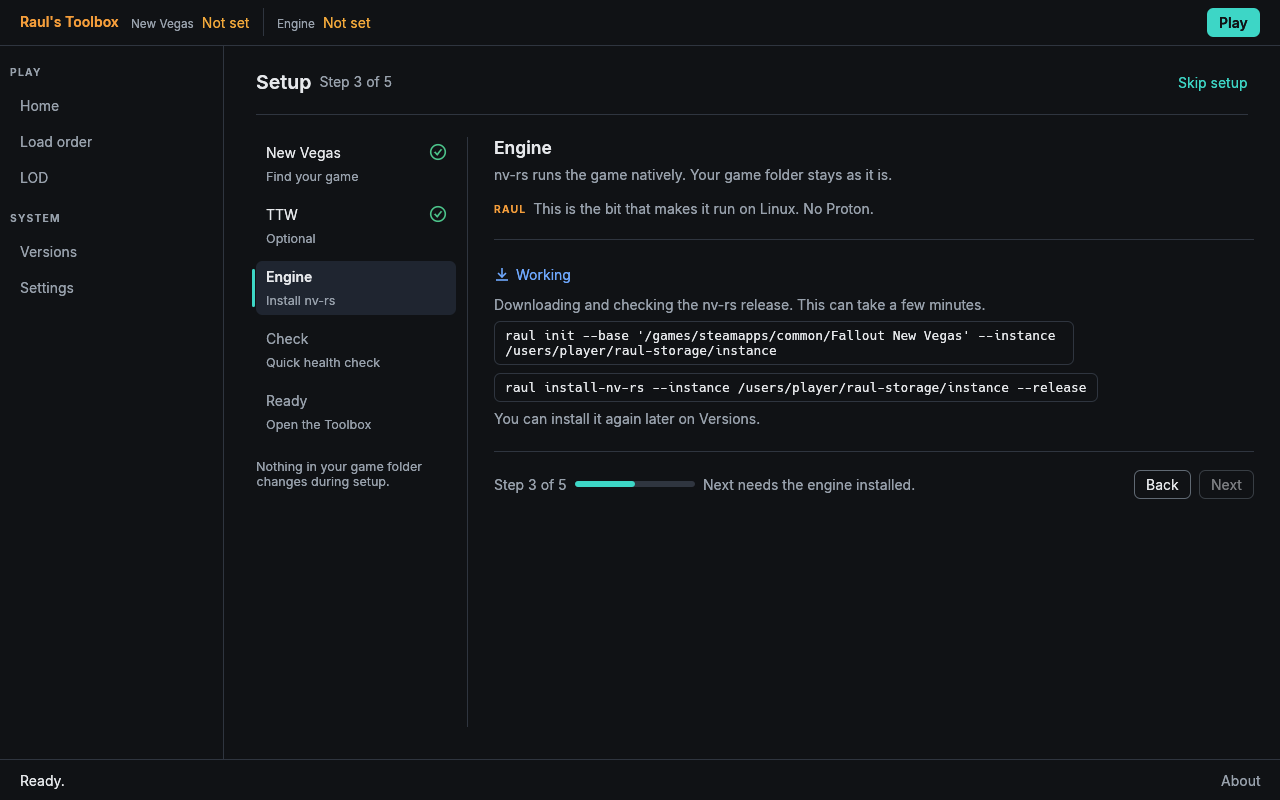 Raul's Toolbox New Vegas Not set Engine Not set Play
PLAY
Home
Load order
LOD
SYSTEM
Versions
Settings
Setup Step 3 of 5 Skip setup
New Vegas
Find your game
TTW
Optional
Engine
Install nv-rs
Check
Quick health check
Ready
Open the Toolbox
Nothing in your game folder
changes during setup.
Engine
nv-rs runs the game natively. Your game folder stays as it is.
RAUL This is the bit that makes it run on Linux. No Proton.
Working
Downloading and checking the nv-rs release. This can take a few minutes.
raul init --base '/games/steamapps/common/Fallout New Vegas' --instance
/users/player/raul-storage/instance
raul install-nv-rs --instance /users/player/raul-storage/instance --release
You can install it again later on Versions.
Step 3 of 5 Next needs the engine installed. Back Next
Ready. About